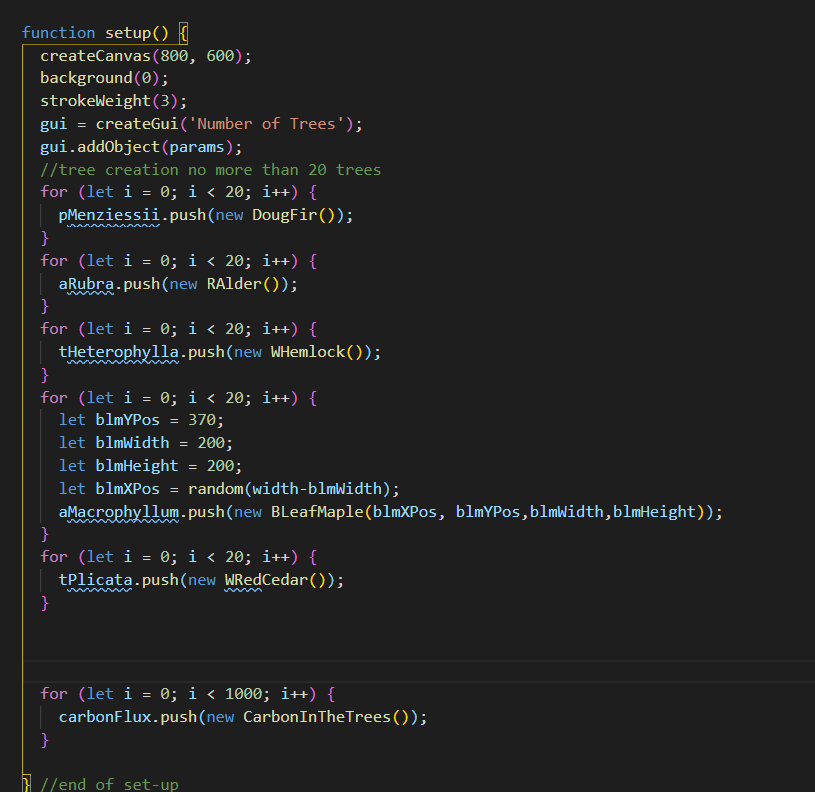 function setup() {
  createCanvas(800, 600);
  background(0);
  strokeWeight(3);
  gui = createGui('Number of Trees');
  gui.addObject(params);
  //tree creation no more than 20 trees
  for (let i = 0; i < 20; i++) {
    pMenziessii.push(new DougFir());
  }
  for (let i = 0; i < 20; i++) {
    aRubra.push(new RAlder());
  }
  for (let i = 0; i < 20; i++) {
    tHeterophylla.push(new WHemlock());
  }
  for (let i = 0; i < 20; i++) {
    let blmYPos = 370;
    let blmWidth = 200;
    let blmHeight = 200;
    let blmXPos = random(width-blmWidth);
    aMacrophyllum.push(new BLeafMaple(blmXPos, blmYPos,blmWidth,blmHeight));
  }
  for (let i = 0; i < 20; i++) {
    tPlicata.push(new WRedCedar());
  }
  for (let i = 0; i < 1000; i++) {
    carbonFlux.push(new CarbonInTheTrees());
  }
} //end of set-up